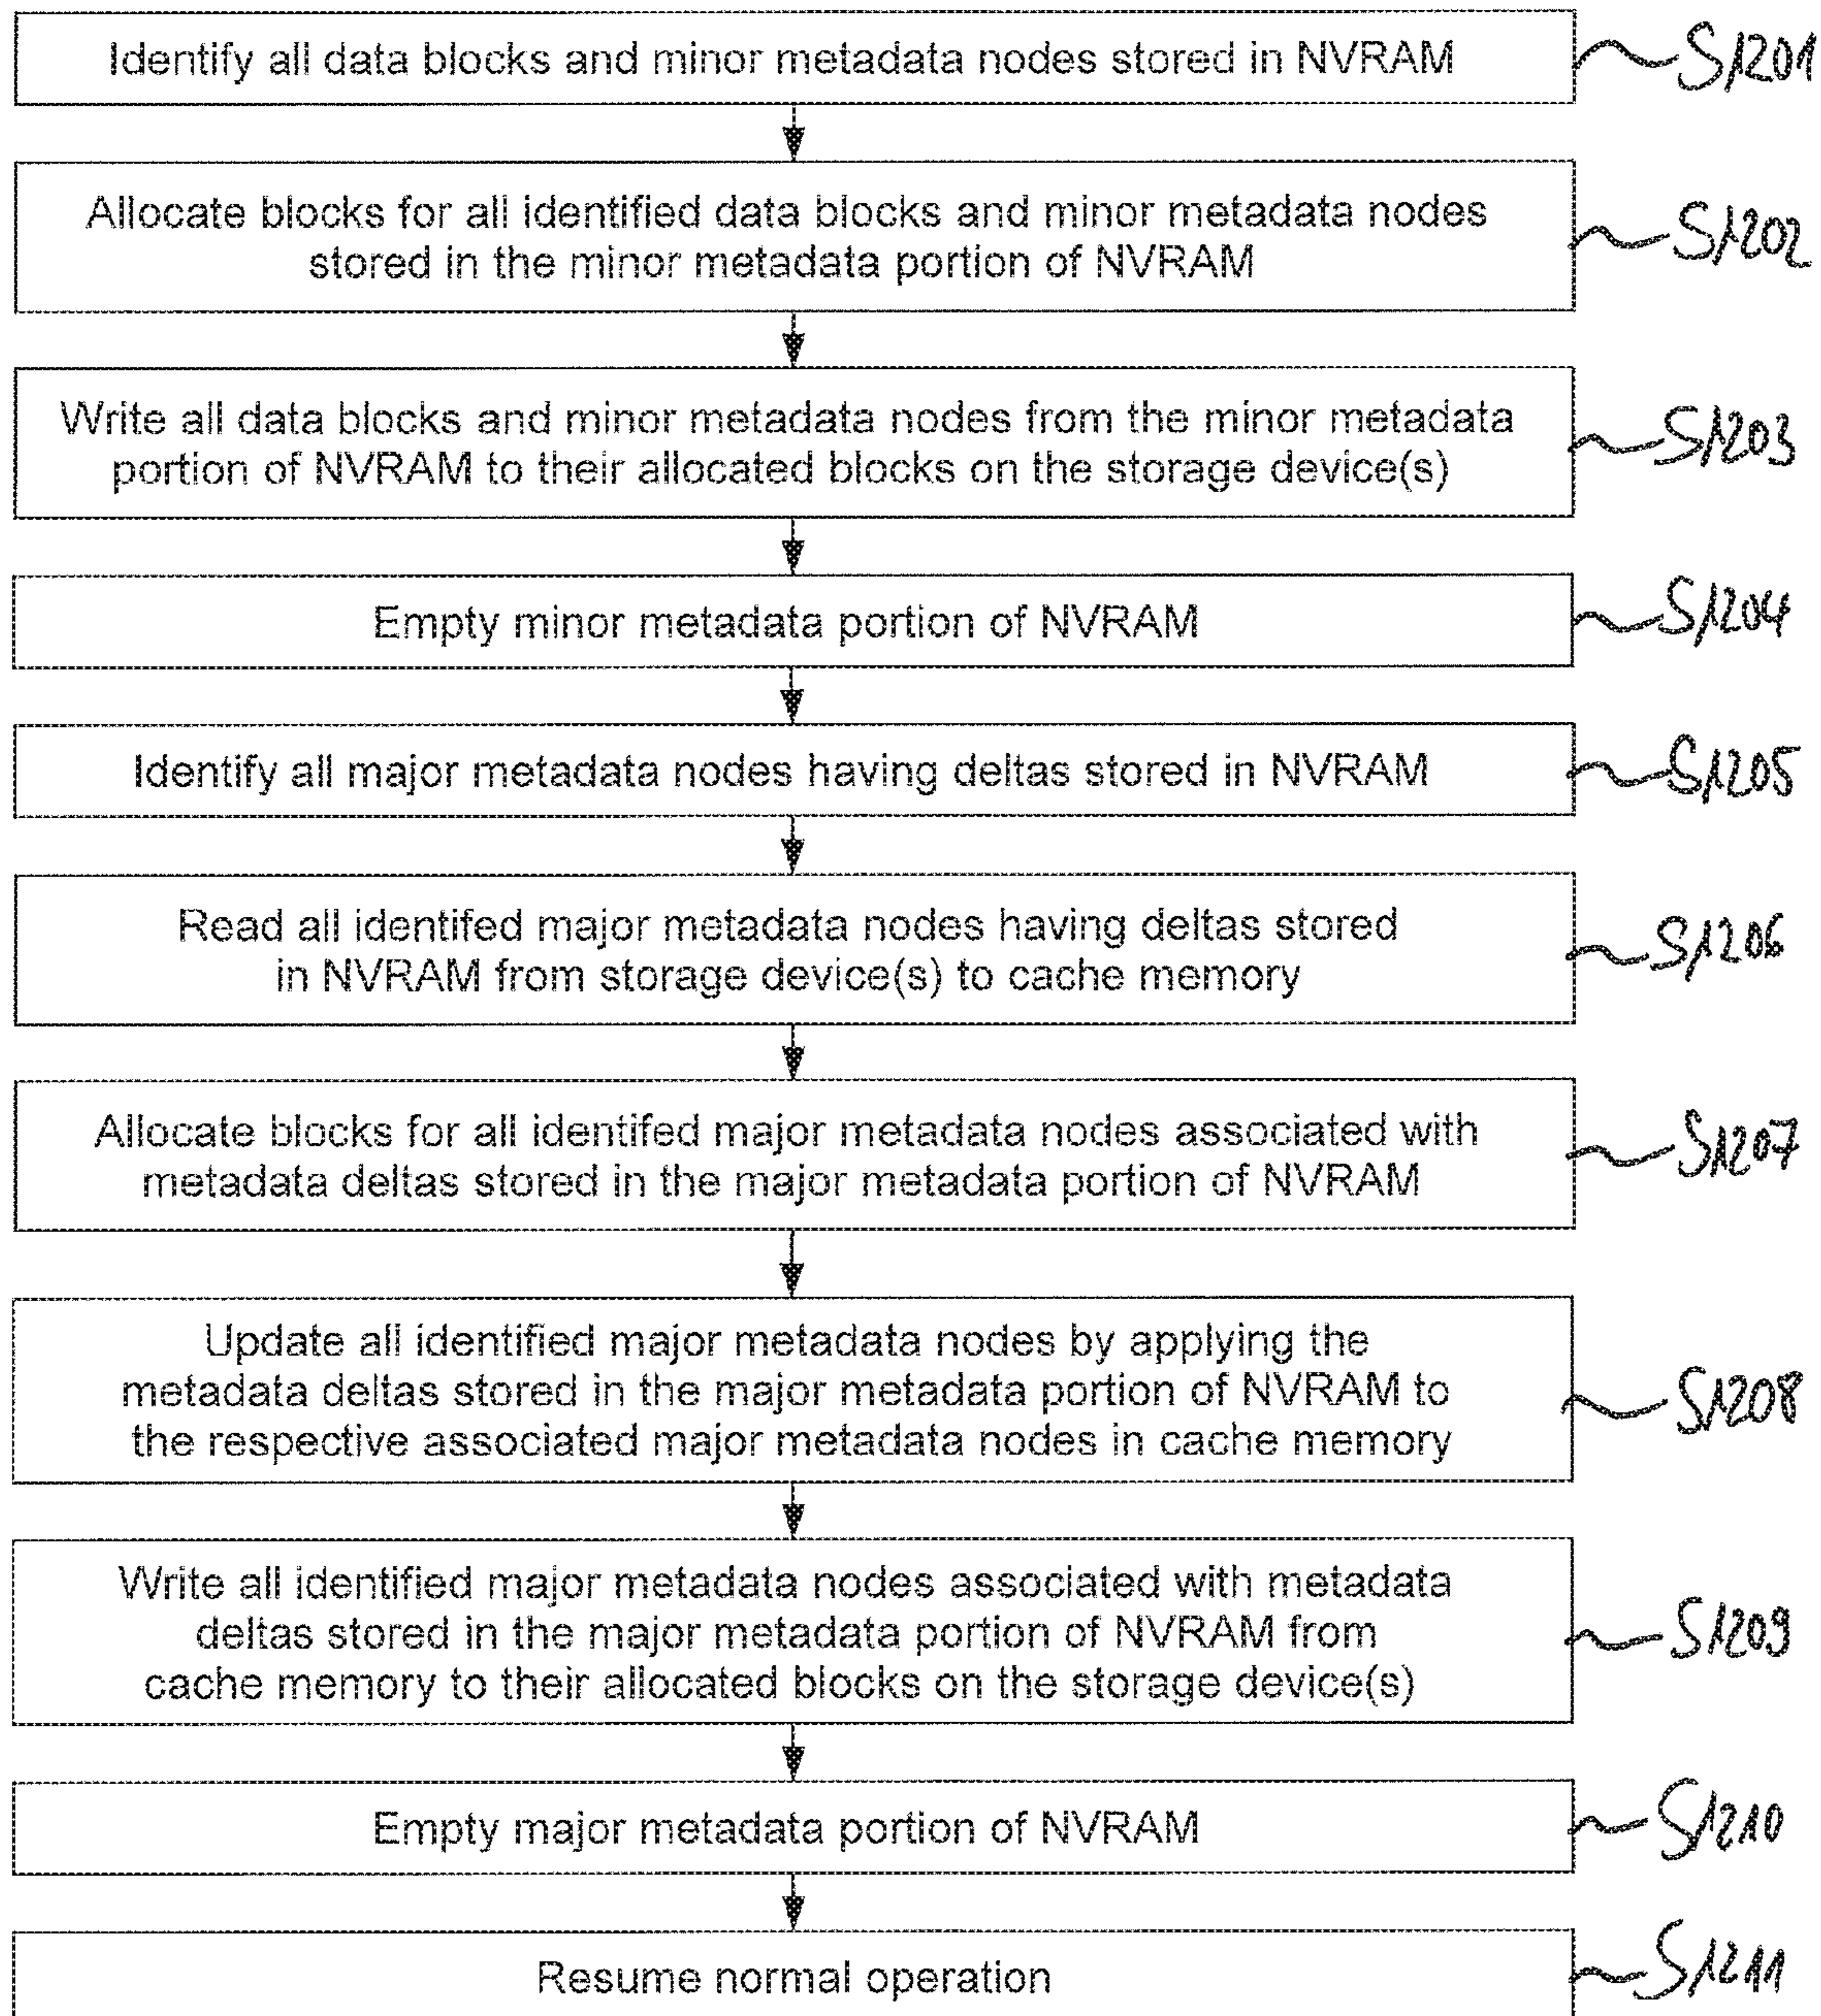 Identify all data blocks and minor metadata nodes stored in NVRAM
S1201
Allocate blocks for all identified data blocks and minor metadata nodes
stored in the minor metadata portion of NVRAM
S1202
Write all data blocks and minor metadata nodes from the minor metadata
portion of NVRAM to their allocated blocks on the storage device(s)
S1203
Empty minor metadata portion of NVRAM
S1204
Identify all major metadata nodes having deltas stored in NVRAM
S1205
Read all identifed major metadata nodes having deltas stored
in NVRAM from storage device(s) to cache memory
S1206
Allocate blocks for all identifed major metadata nodes associated with
metadata deltas stored in the major metadata portion of NVRAM
S1207
Update all identified major metadata nodes by applying the
metadata deltas stored in the major metadata portion of NVRAM to
the respective associated major metadata nodes in cache memory
S1208
Write all identified major metadata nodes associated with metadata
deltas stored in the major metadata portion of NVRAM from
cache memory to their allocated blocks on the storage device(s)
S1209
Empty major metadata portion of NVRAM
S1210
Resume normal operation
S1211